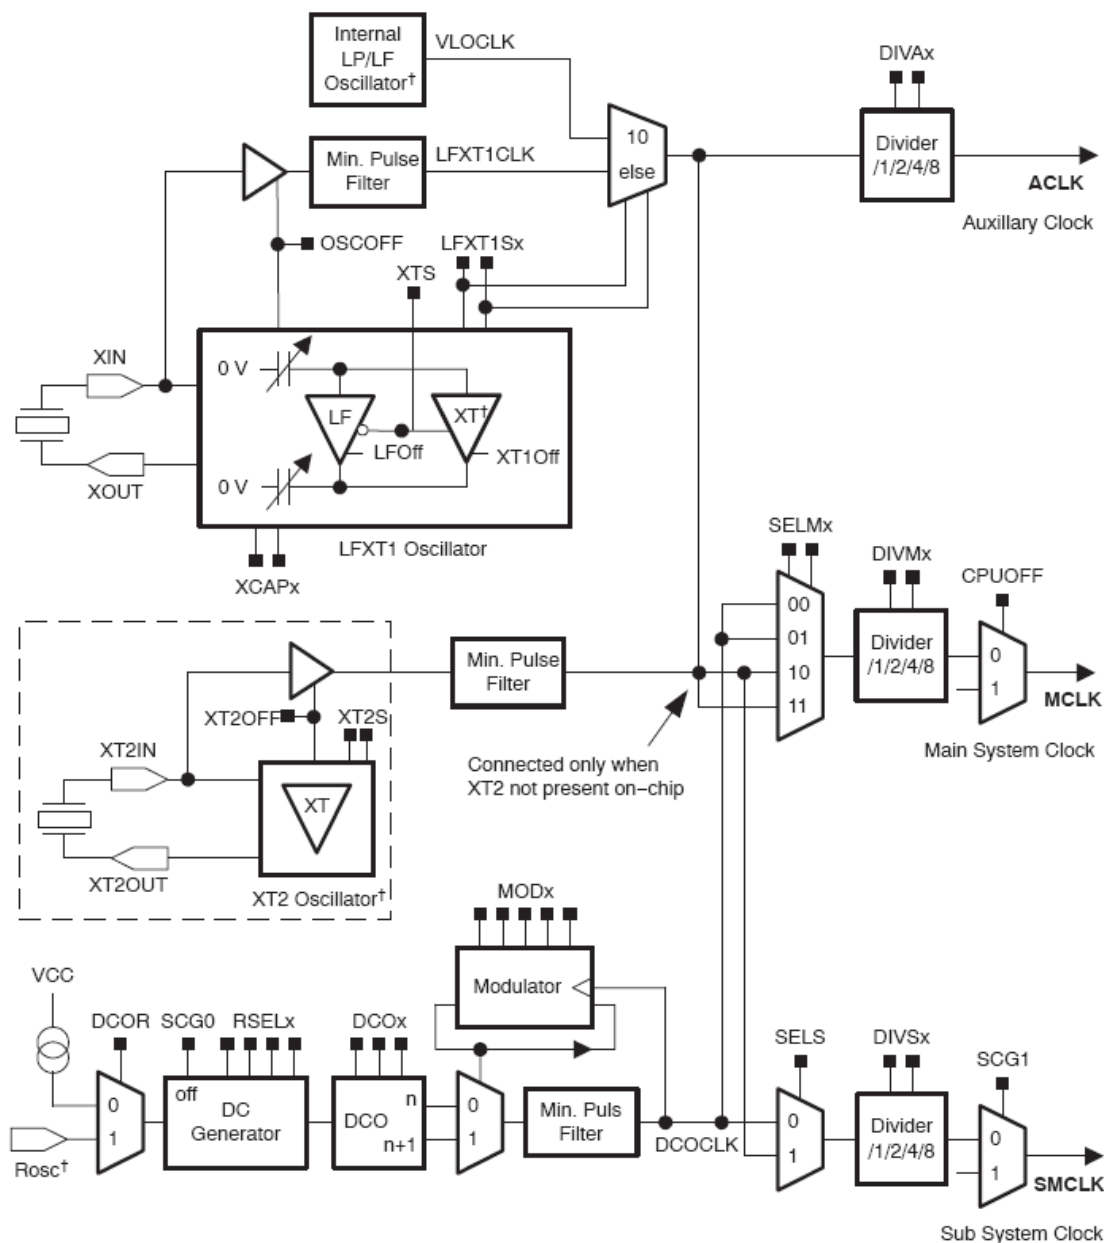 Internal
LP/LF
Oscillator†
VLOCLK
DIVAx
10
else
Divider
/1/2/4/8
ACLK
Auxillary Clock
Min. Pulse
Filter
LFXT1CLK
OSCOFF
LFXT1Sx
XTS
XIN
0 V
LF
XT†
LFOff
XT1Off
0 V
XOUT
LFXT1 Oscillator
XCAPx
SELMx
DIVMx
CPUOFF
00
01
10
11
Divider
/1/2/4/8
0
1
MCLK
Main System Clock
Min. Pulse
Filter
XT2OFF
XT2S
XT2IN
XT
XT2OUT
XT2 Oscillator†
Connected only when
XT2 not present on–chip
MODx
Modulator
VCC
DCOR
SCG0
RSELx
DCOx
0
1
off
DC
Generator
DCO
n
n+1
0
1
Min. Puls
Filter
DCOCLK
Rosc†
SELS
DIVSx
SCG1
0
1
Divider
/1/2/4/8
0
1
SMCLK
Sub System Clock